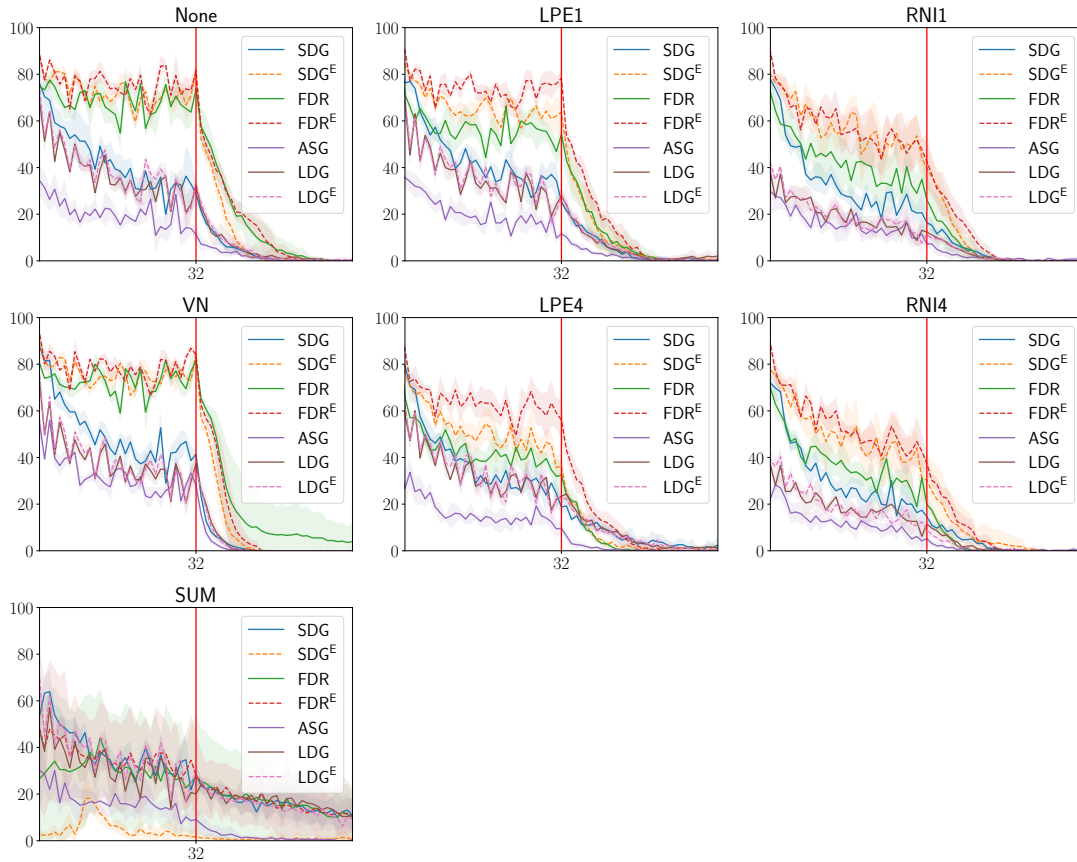 None
100
80
60
40
20
0
32
SDG
SDG^E
FDR
FDR^E
ASG
LDG
LDG^E
LPE1
100
80
60
40
20
0
32
SDG
SDG^E
FDR
FDR^E
ASG
LDG
LDG^E
RNI1
100
80
60
40
20
0
32
SDG
SDG^E
FDR
FDR^E
ASG
LDG
LDG^E
VN
100
80
60
40
20
0
32
SDG
SDG^E
FDR
FDR^E
ASG
LDG
LDG^E
LPE4
100
80
60
40
20
0
32
SDG
SDG^E
FDR
FDR^E
ASG
LDG
LDG^E
RNI4
100
80
60
40
20
0
32
SDG
SDG^E
FDR
FDR^E
ASG
LDG
LDG^E
SUM
100
80
60
40
20
0
32
SDG
SDG^E
FDR
FDR^E
ASG
LDG
LDG^E